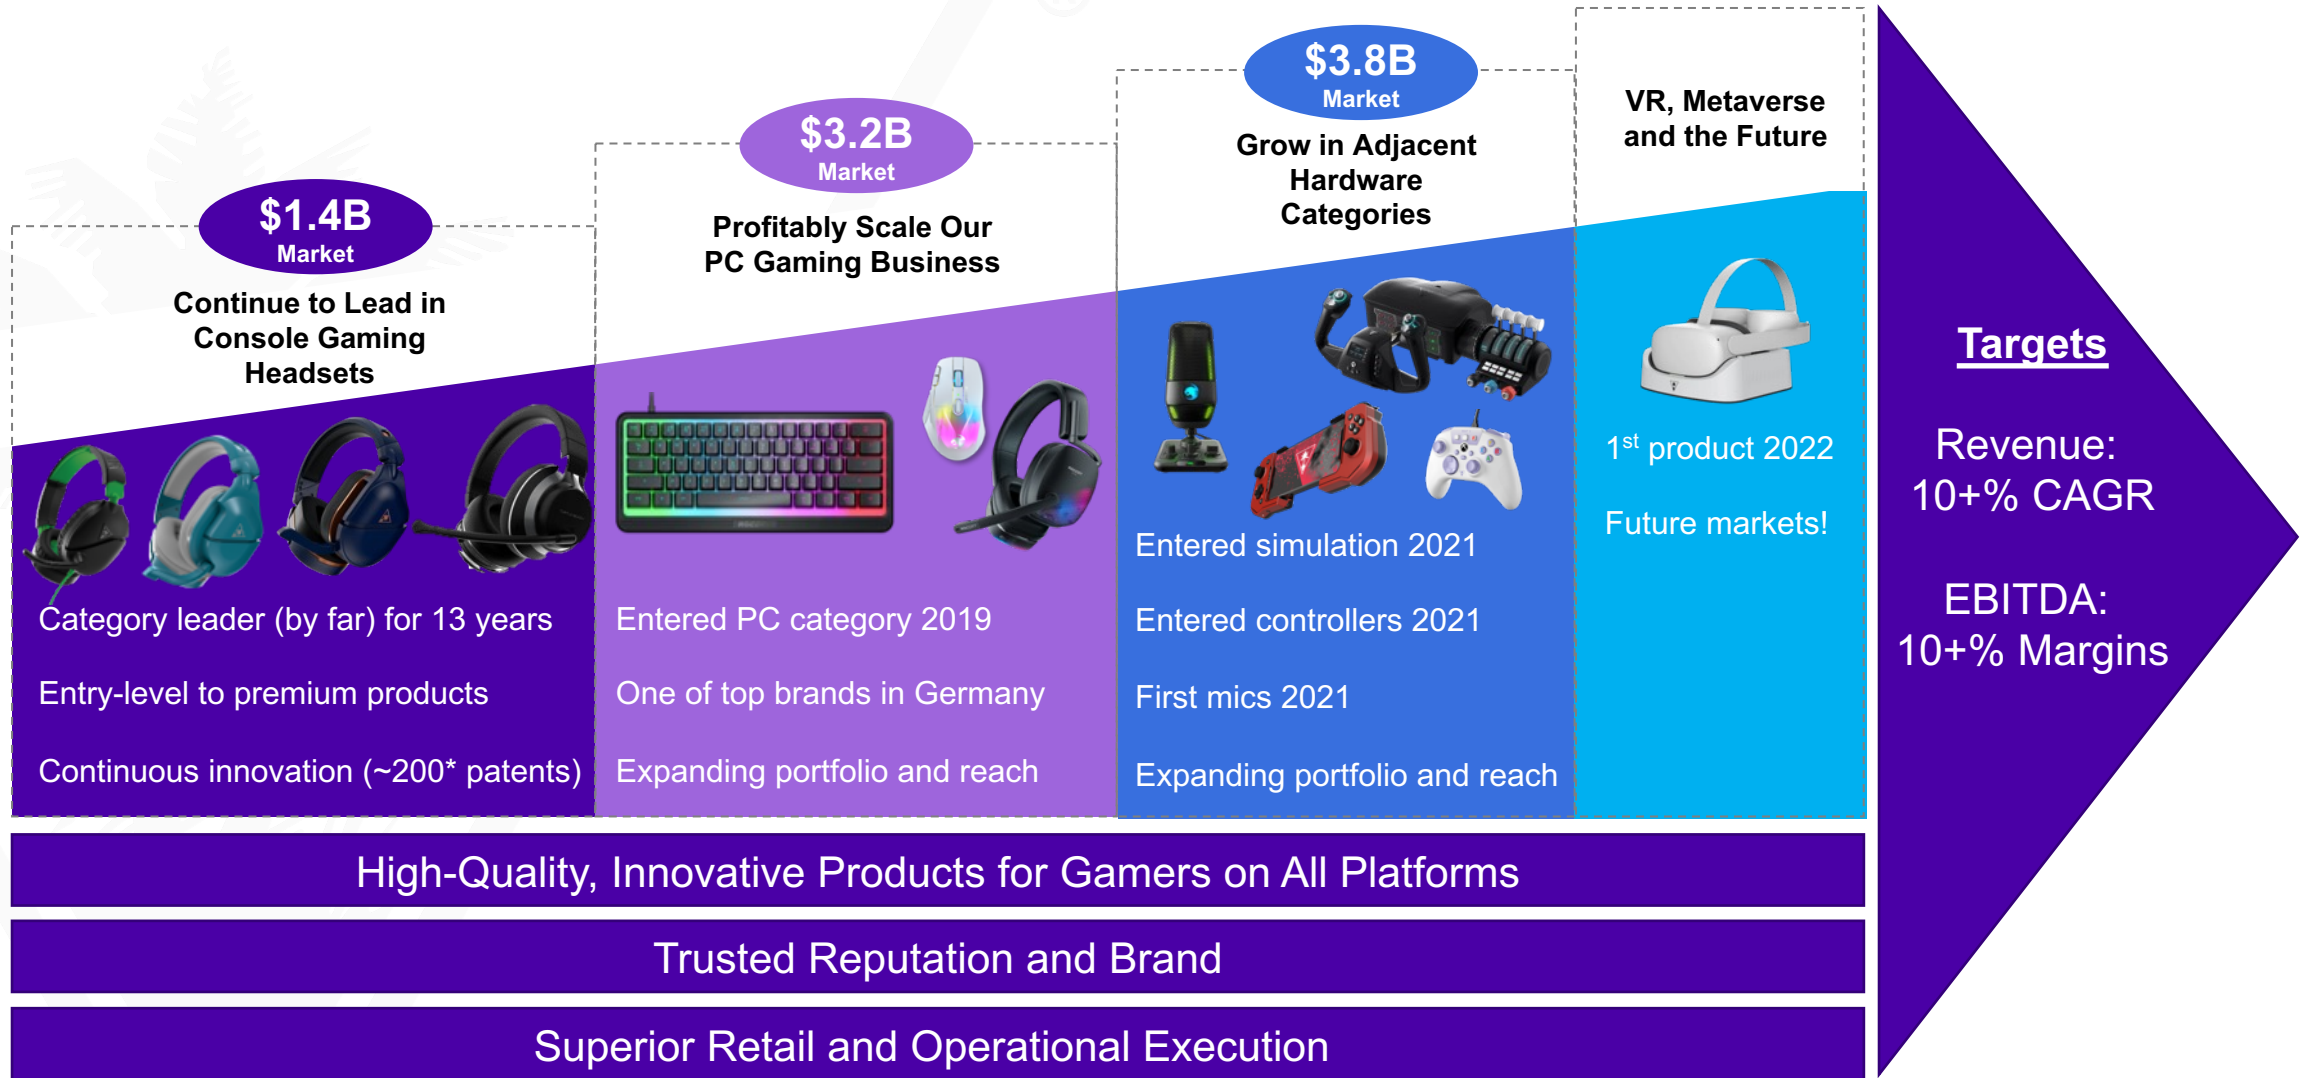 $1.4B
Market
Continue to Lead in
Console Gaming
Headsets
Category leader (by far) for 13 years
Entry-level to premium products
Continuous innovation (~200* patents)
$3.2B
Market
Profitably Scale Our
PC Gaming Business
Entered PC category 2019
One of top brands in Germany
Expanding portfolio and reach
$3.8B
Market
Grow in Adjacent
Hardware
Categories
Entered simulation 2021
Entered controllers 2021
First mics 2021
Expanding portfolio and reach
VR, Metaverse
and the Future
1st product 2022
Future markets!
Targets
Revenue:
10+% CAGR
EBITDA:
10+% Margins
High-Quality, Innovative Products for Gamers on All Platforms
Trusted Reputation and Brand
Superior Retail and Operational Execution